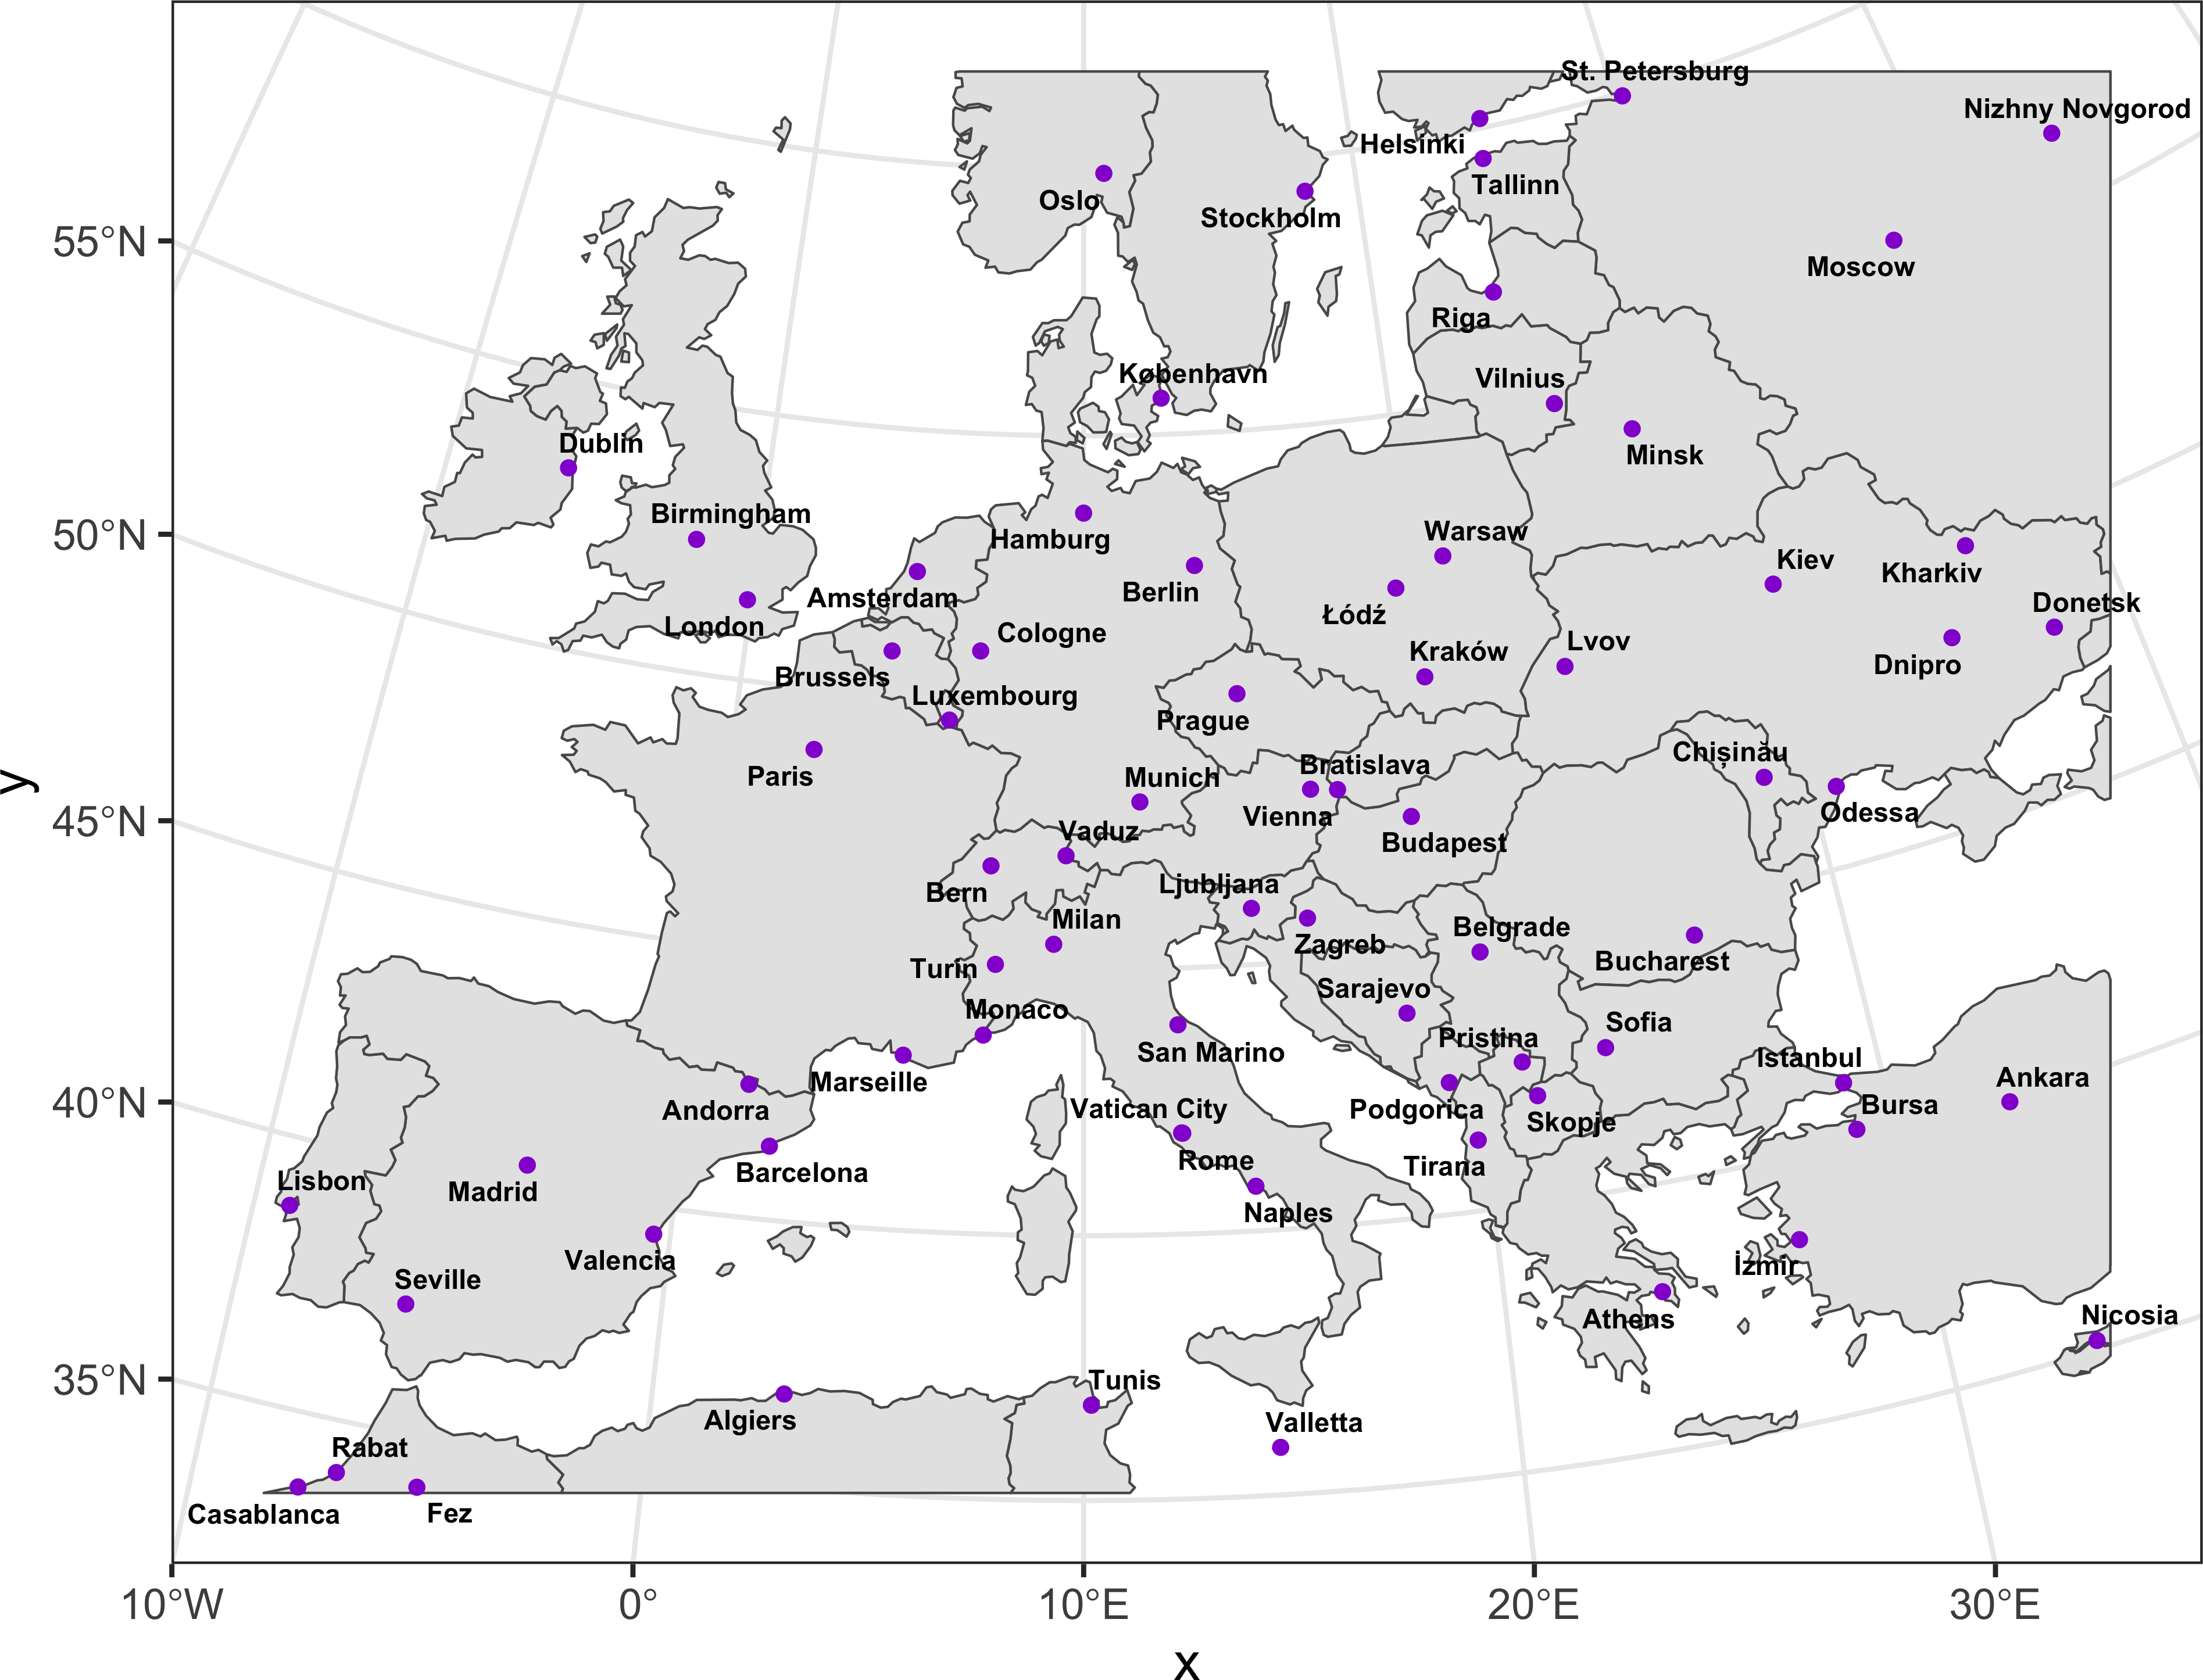 St. Petersburg
Nizhny Novgorod
Helsinki
Tallinn
Oslo
Stockholm
55°N
Moscow
Riga
København
Vilnius
Dublin
Minsk
Birmingham
50°N
Hamburg
Warsaw
Kiev
Kharkiv
Berlin
Amsterdam
Donetsk
Łódź
London
Cologne
Lvov
Kraków
Dnipro
Brussels
Luxembourg
Prague
Chișinău
Bratislava
Paris
Munich
y
Odessa
Vienna
45°N
Vaduz
Budapest
Ljubljana
Bern
Milan
Belgrade
Zagreb
Bucharest
Turin
Sarajevo
Monaco
Sofia
Pristina
San Marino
Istanbul
Ankara
Marseille
40°N
Andorra
Vatican City
Podgorica
Bursa
Skopje
Rome
Tirana
Barcelona
Lisbon
Madrid
Naples
Valencia
İzmir
Seville
Nicosia
Athens
35°N
Tunis
Algiers
Valletta
Rabat
Casablanca
Fez
10°W
0°
10°E
20°E
30°E
x